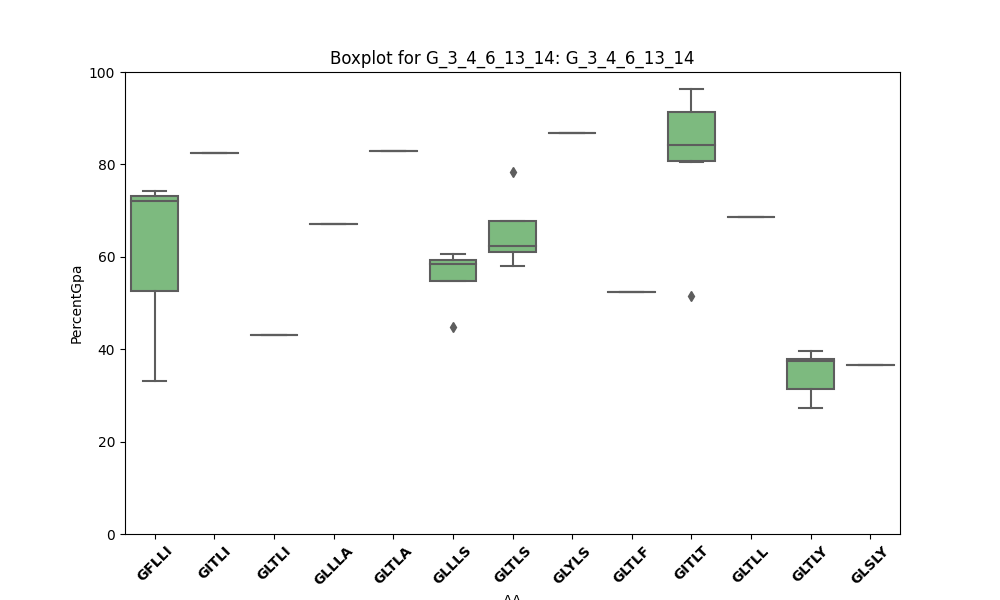 Boxplot for G_3_4_6_13_14: G_3_4_6_13_14
100
80
60
40
20
0
PercentGpa
GFLLI GITLI GLTLI GLLLA GLTLA GLLLS GLTLS GLYLS GLTLF GITLT GLTLL GLTLY GLSLY
AA